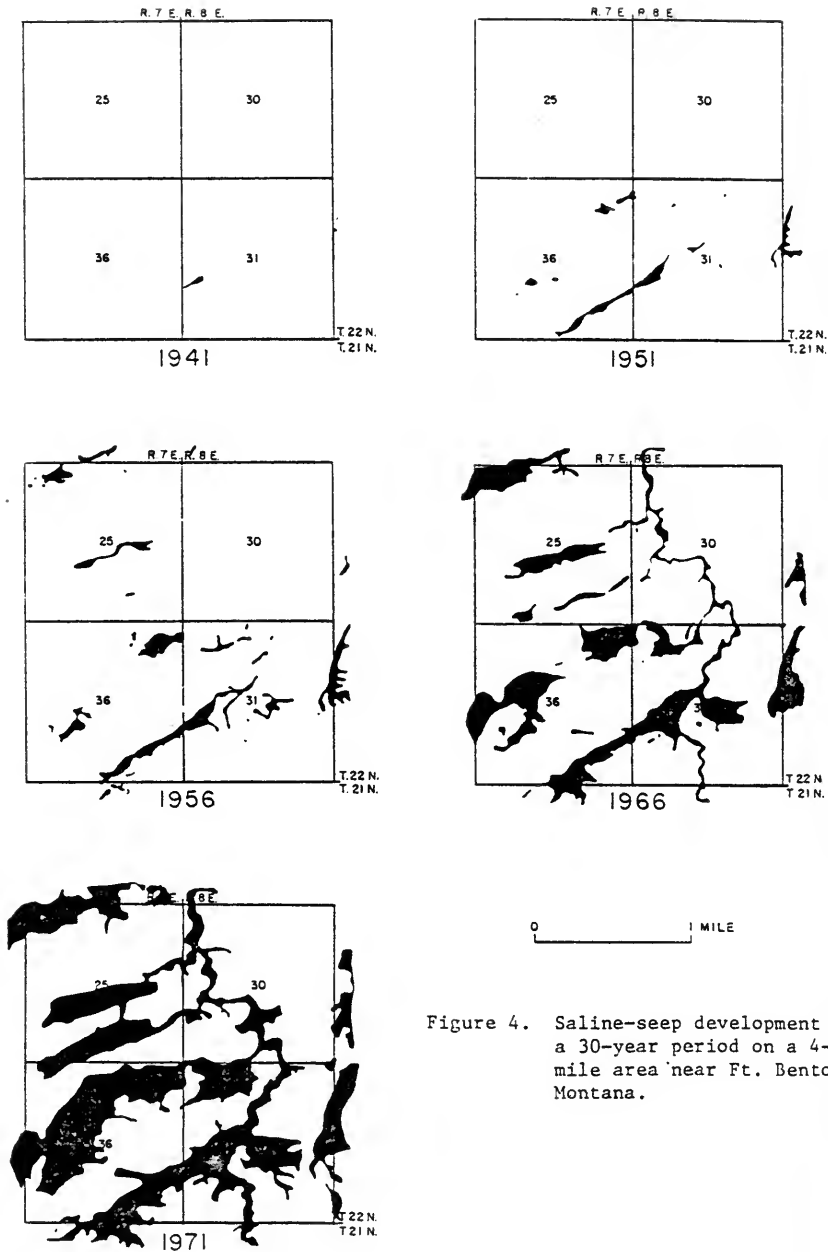 R. 7 E. R. 8 E.
25 30
36 31
T. 22 N.
T. 21 N.
1941
R. 7 E. R. 8 E.
25 30
36 31
T. 22 N.
T. 21 N.
1951
R. 7 E. R. 8 E.
25 30
36 31
T. 22 N.
T. 21 N.
1956
R 7 E. R 8 E.
25 30
36
T 22 N
T 21 N.
1966
E. 8 E.
25 30
36
T 22 N.
T 21 N.
1971
0 1 MILE
Figure 4. Saline-seep development
a 30-year period on a 4-
mile area near Ft. Bento
Montana.